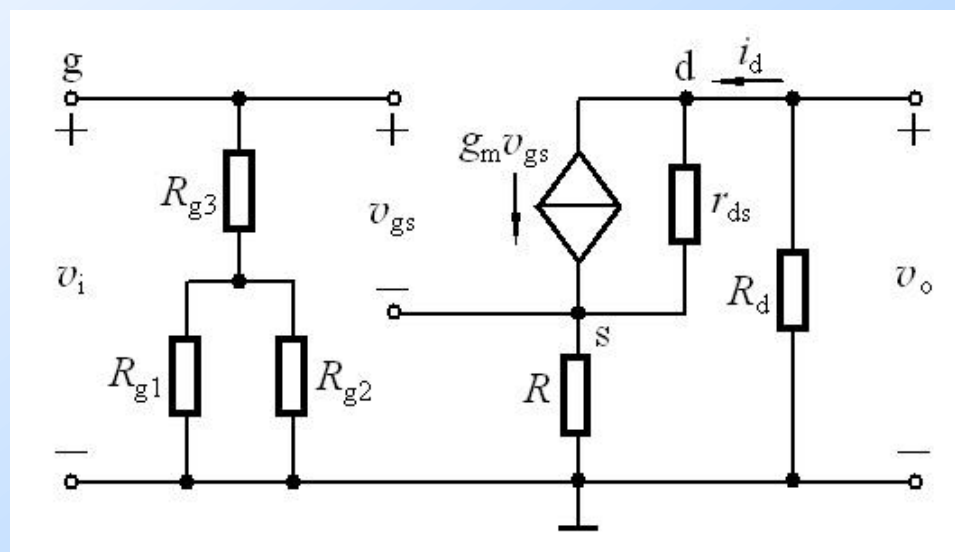 g
d
i_d
+
+
+
g_m v_gs
R_g3
v_gs
r_ds
v_i
R_d
v_o
−
s
R_g1
R_g2
R
−
−